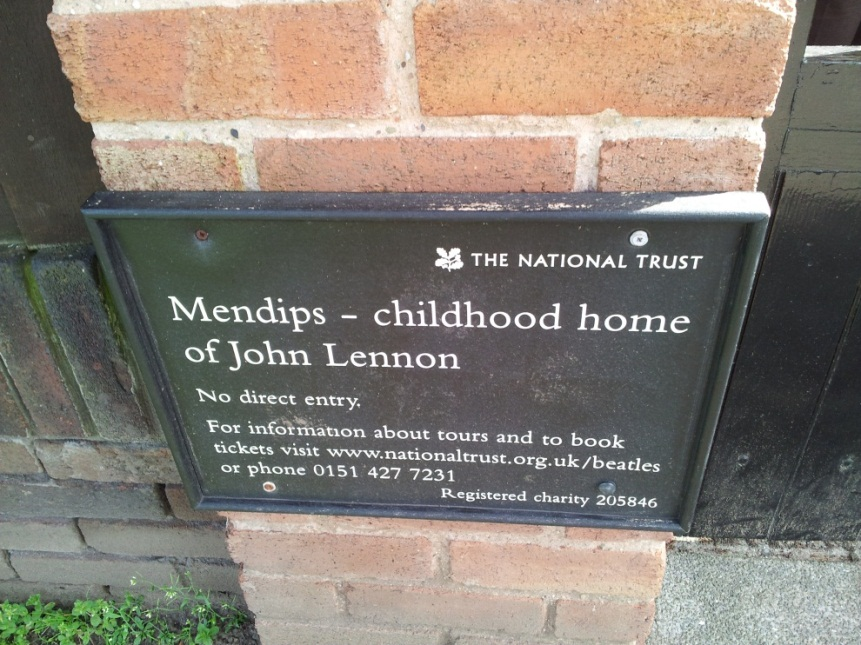 THE NATIONAL TRUST
Mendips – childhood home
of John Lennon
No direct entry.
For information about tours and to book
tickets visit www.nationaltrust.org.uk/beatles
or phone 0151 427 7231
Registered charity 205846